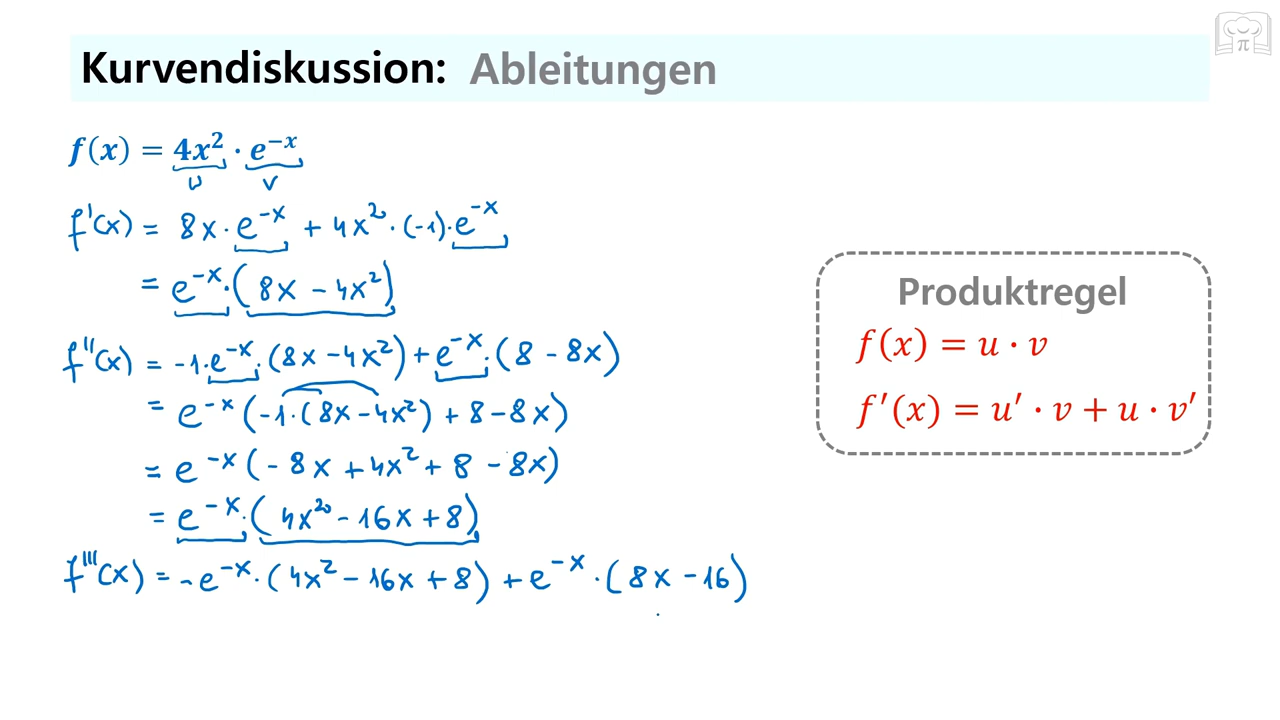 Kurvendiskussion: Ableitungen
f(x) = 4x² · e⁻ˣ
u v
f'(x) = 8x · e⁻ˣ + 4x² · (-1) · e⁻ˣ
= e⁻ˣ · (8x - 4x²)
f''(x) = -1 · e⁻ˣ · (8x - 4x²) + e⁻ˣ · (8 - 8x)
= e⁻ˣ (-1 · (8x - 4x²) + 8 - 8x)
= e⁻ˣ (-8x + 4x² + 8 - 8x)
= e⁻ˣ · (4x² - 16x + 8)
f'''(x) = -e⁻ˣ · (4x² - 16x + 8) + e⁻ˣ · (8x - 16)
Produktregel
f(x) = u · v
f'(x) = u' · v + u · v'
π